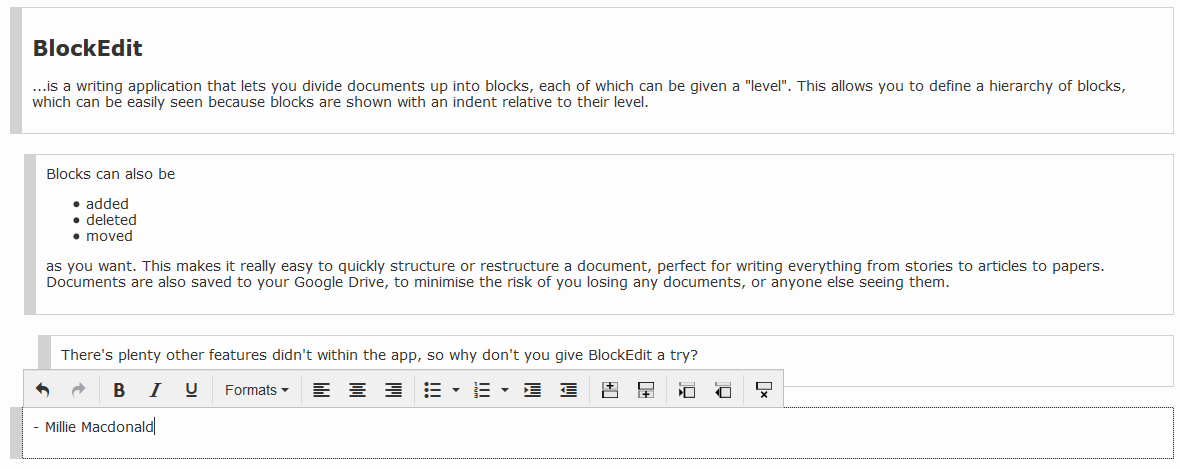 BlockEdit
...is a writing application that lets you divide documents up into blocks, each of which can be given a "level". This allows you to define a hierarchy of blocks,
which can be easily seen because blocks are shown with an indent relative to their level.
Blocks can also be
• added
• deleted
• moved
as you want. This makes it really easy to quickly structure or restructure a document, perfect for writing everything from stories to articles to papers.
Documents are also saved to your Google Drive, to minimise the risk of you losing any documents, or anyone else seeing them.
There's plenty other features didn't within the app, so why don't you give BlockEdit a try?
B I U Formats
- Millie Macdonald